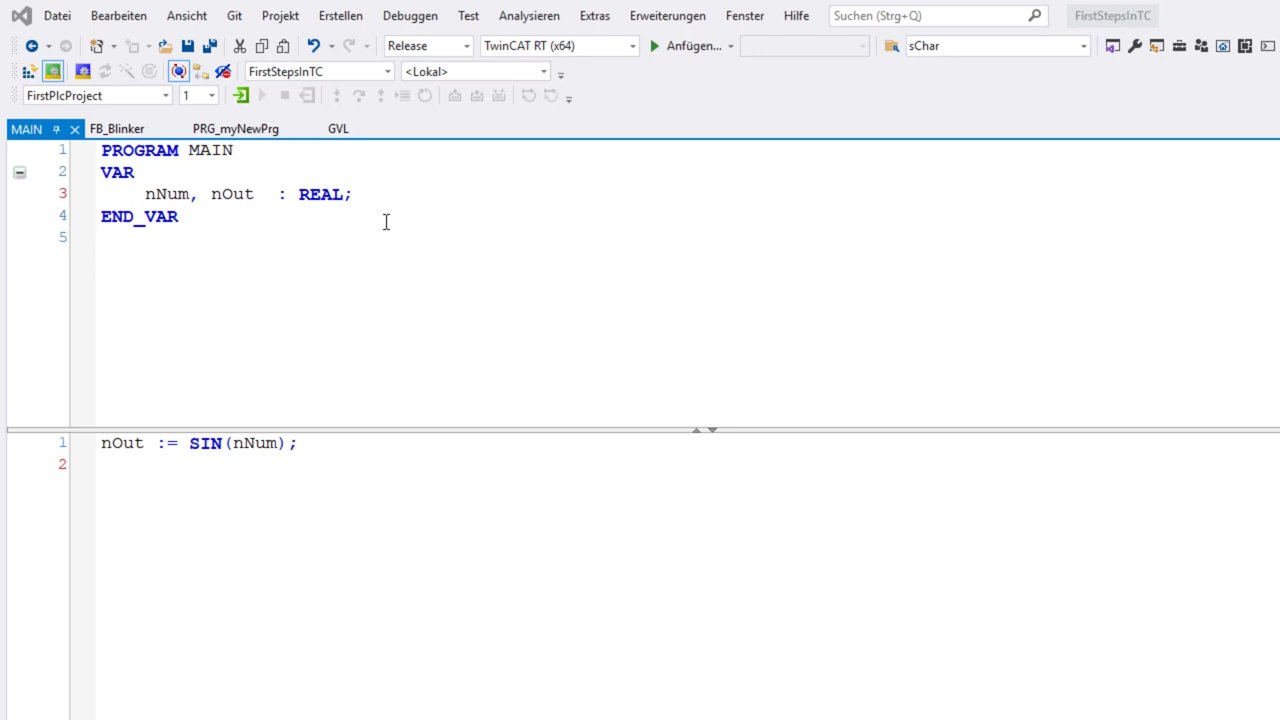 Datei Bearbeiten Ansicht Git Projekt Erstellen Debuggen Test Analysieren Extras Erweiterungen Fenster Hilfe Suchen (Strg+Q) FirstStepsInTC
Release TwinCAT RT (x64) Anfügen... sChar
FirstStepsInTC <Lokal>
FirstPlcProject 1
MAIN FB_Blinker PRG_myNewPrg GVL
1 PROGRAM MAIN
2 VAR
3 nNum, nOut : REAL;
4 END_VAR
5
1 nOut := SIN(nNum);
2